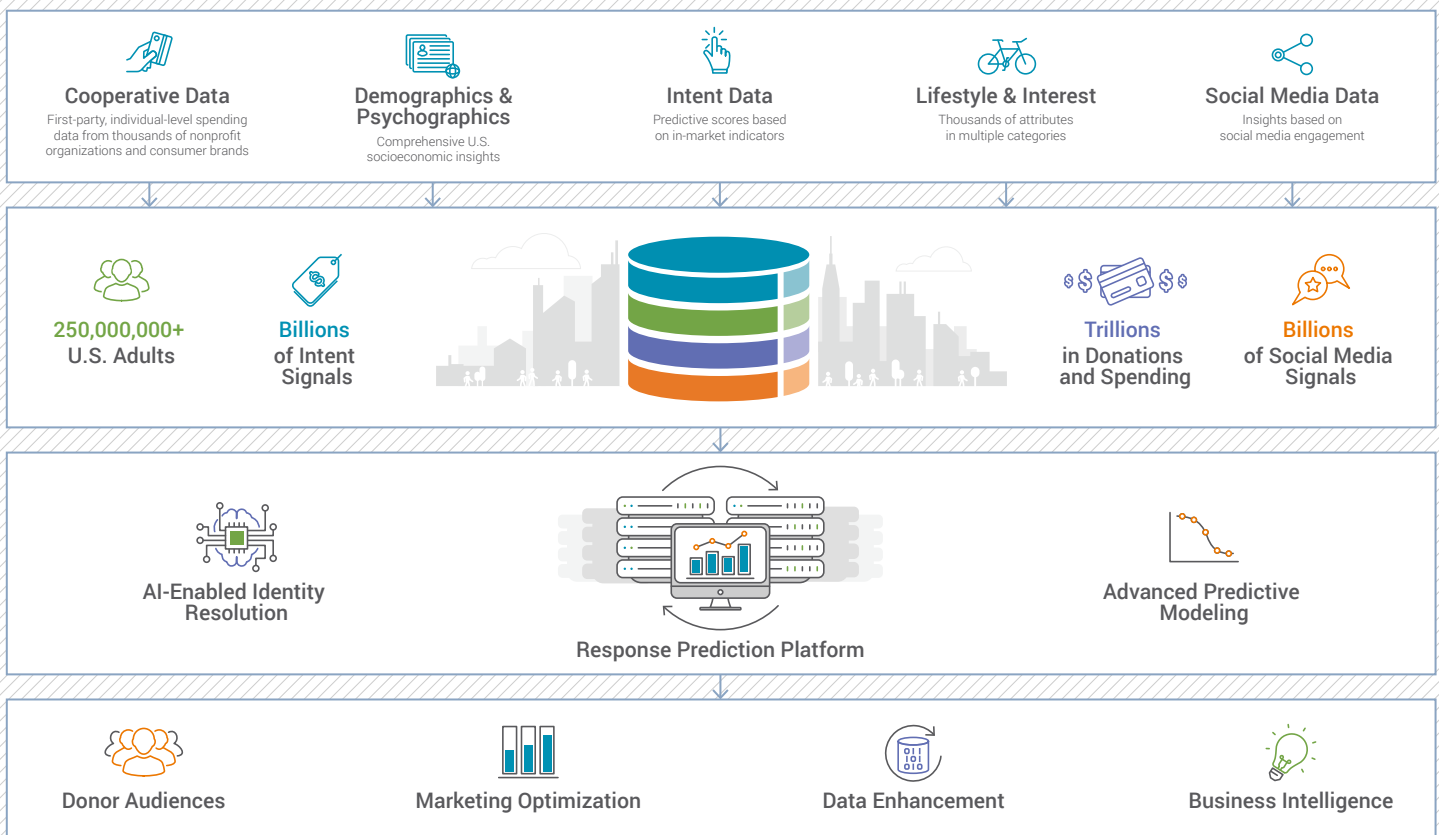 Cooperative Data
First-party, individual-level spending
data from thousands of nonprofit
organizations and consumer brands
Demographics &
Psychographics
Comprehensive U.S.
socioeconomic insights
Intent Data
Predictive scores based
on in-market indicators
Lifestyle & Interest
Thousands of attributes
in multiple categories
Social Media Data
Insights based on
social media engagement
250,000,000+
U.S. Adults
Billions
of Intent
Signals
Trillions
in Donations
and Spending
Billions
of Social Media
Signals
AI-Enabled Identity
Resolution
Response Prediction Platform
Advanced Predictive
Modeling
Donor Audiences
Marketing Optimization
011
101
010
Data Enhancement
Business Intelligence